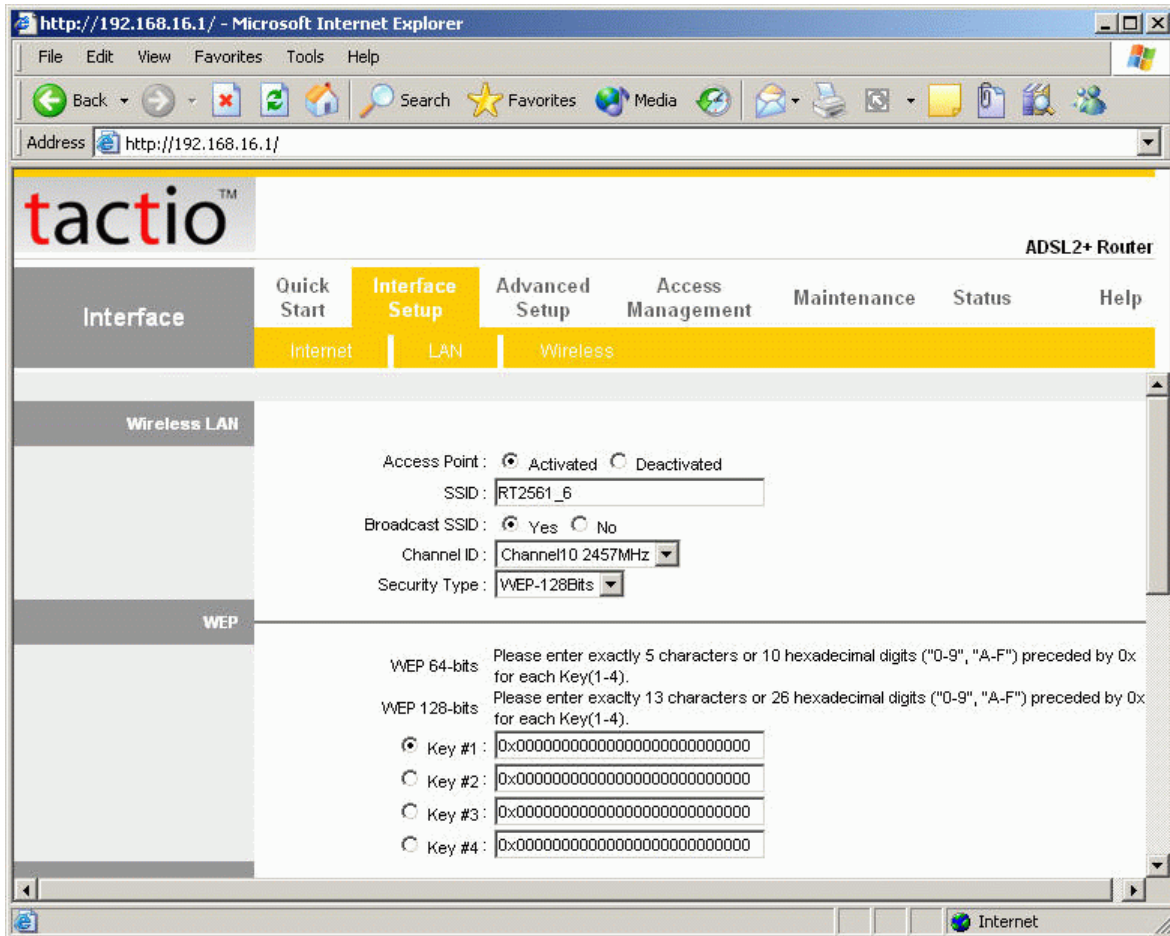 http://192.168.16.1/ - Microsoft Internet Explorer
File Edit View Favorites Tools Help
Back Search Favorites Media
Address http://192.168.16.1/
tactio™
ADSL2+ Router
Interface
Quick Start
Interface Setup
Advanced Setup
Access Management
Maintenance
Status
Help
Internet LAN Wireless
Wireless LAN
Access Point : Activated Deactivated
SSID : RT2561_6
Broadcast SSID : Yes No
Channel ID : Channel10 2457MHz
Security Type : WEP-128Bits
WEP
WEP 64-bits Please enter exactly 5 characters or 10 hexadecimal digits ("0-9", "A-F") preceded by 0x
for each Key(1-4).
WEP 128-bits Please enter exaclty 13 characters or 26 hexadecimal digits ("0-9", "A-F") preceded by 0x
for each Key(1-4).
Key #1 : 0x00000000000000000000000000
Key #2 : 0x00000000000000000000000000
Key #3 : 0x00000000000000000000000000
Key #4 : 0x00000000000000000000000000
Internet